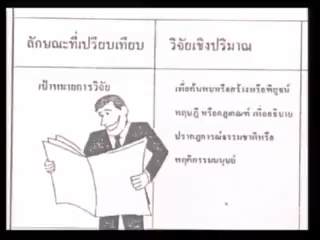 ลักษณะที่เปรียบเทียบ
วิจัยเชิงปริมาณ
เป้าหมายการวิจัย
เพื่อค้นพบหรือสร้างหรือพิสูจน์
ทฤษฎี หรือกฎเกณฑ์ เพื่ออธิบาย
ปรากฎการณ์ธรรมชาติหรือ
พฤติกรรมมนุษย์